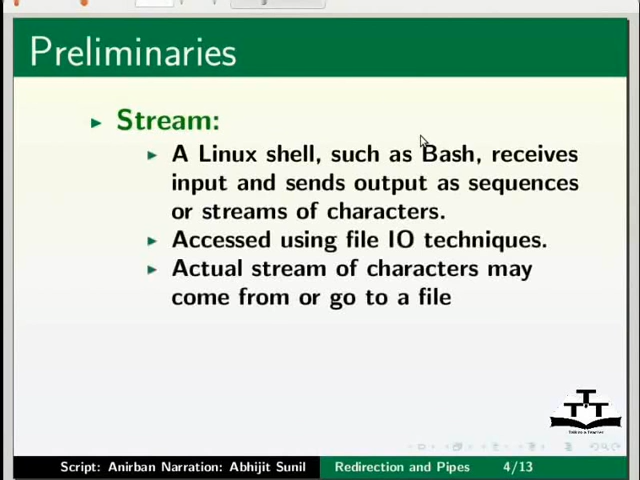 Preliminaries
Stream:
A Linux shell, such as Bash, receives
input and sends output as sequences
or streams of characters.
Accessed using file IO techniques.
Actual stream of characters may
come from or go to a file
Script: Anirban Narration: Abhijit Sunil Redirection and Pipes 4/13